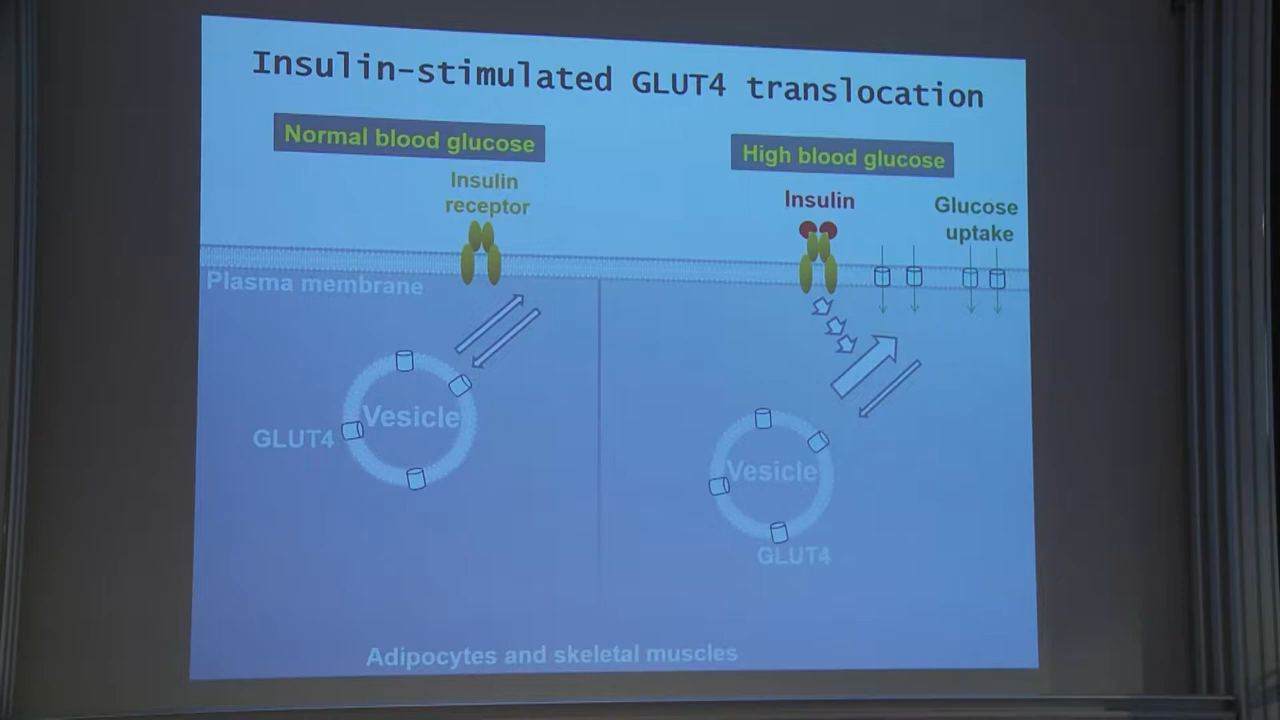 Insulin-stimulated GLUT4 translocation
Normal blood glucose
High blood glucose
Insulin
receptor
Insulin
Glucose
uptake
Plasma membrane
Vesicle
GLUT4
Vesicle
GLUT4
Adipocytes and skeletal muscles